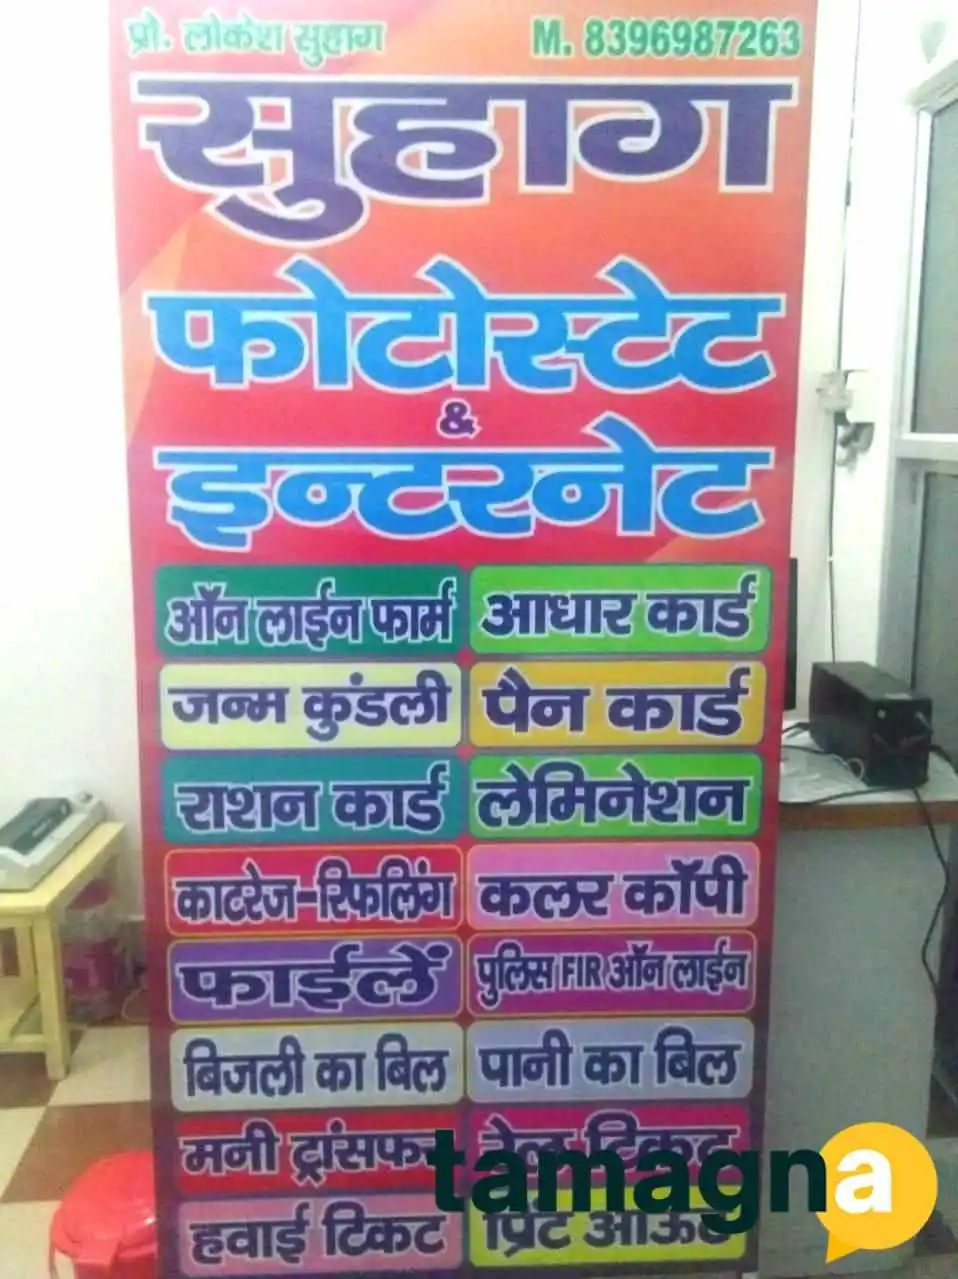 प्रो. लोकेश सुहाग M. 8396987263
सुहाग
फोटोस्टेट
&
इन्टरनेट
ऑन लाईन फार्म आधार कार्ड
जन्म कुंडली पैन कार्ड
राशन कार्ड लेमिनेशन
काटरेज-रिफलिंग कलर कॉपी
फाईलें पुलिस FIR ऑन लाईन
बिजली का बिल पानी का बिल
मनी ट्रांसफर रेल टिकट
हवाई टिकट प्रिंट आऊट
tamagna